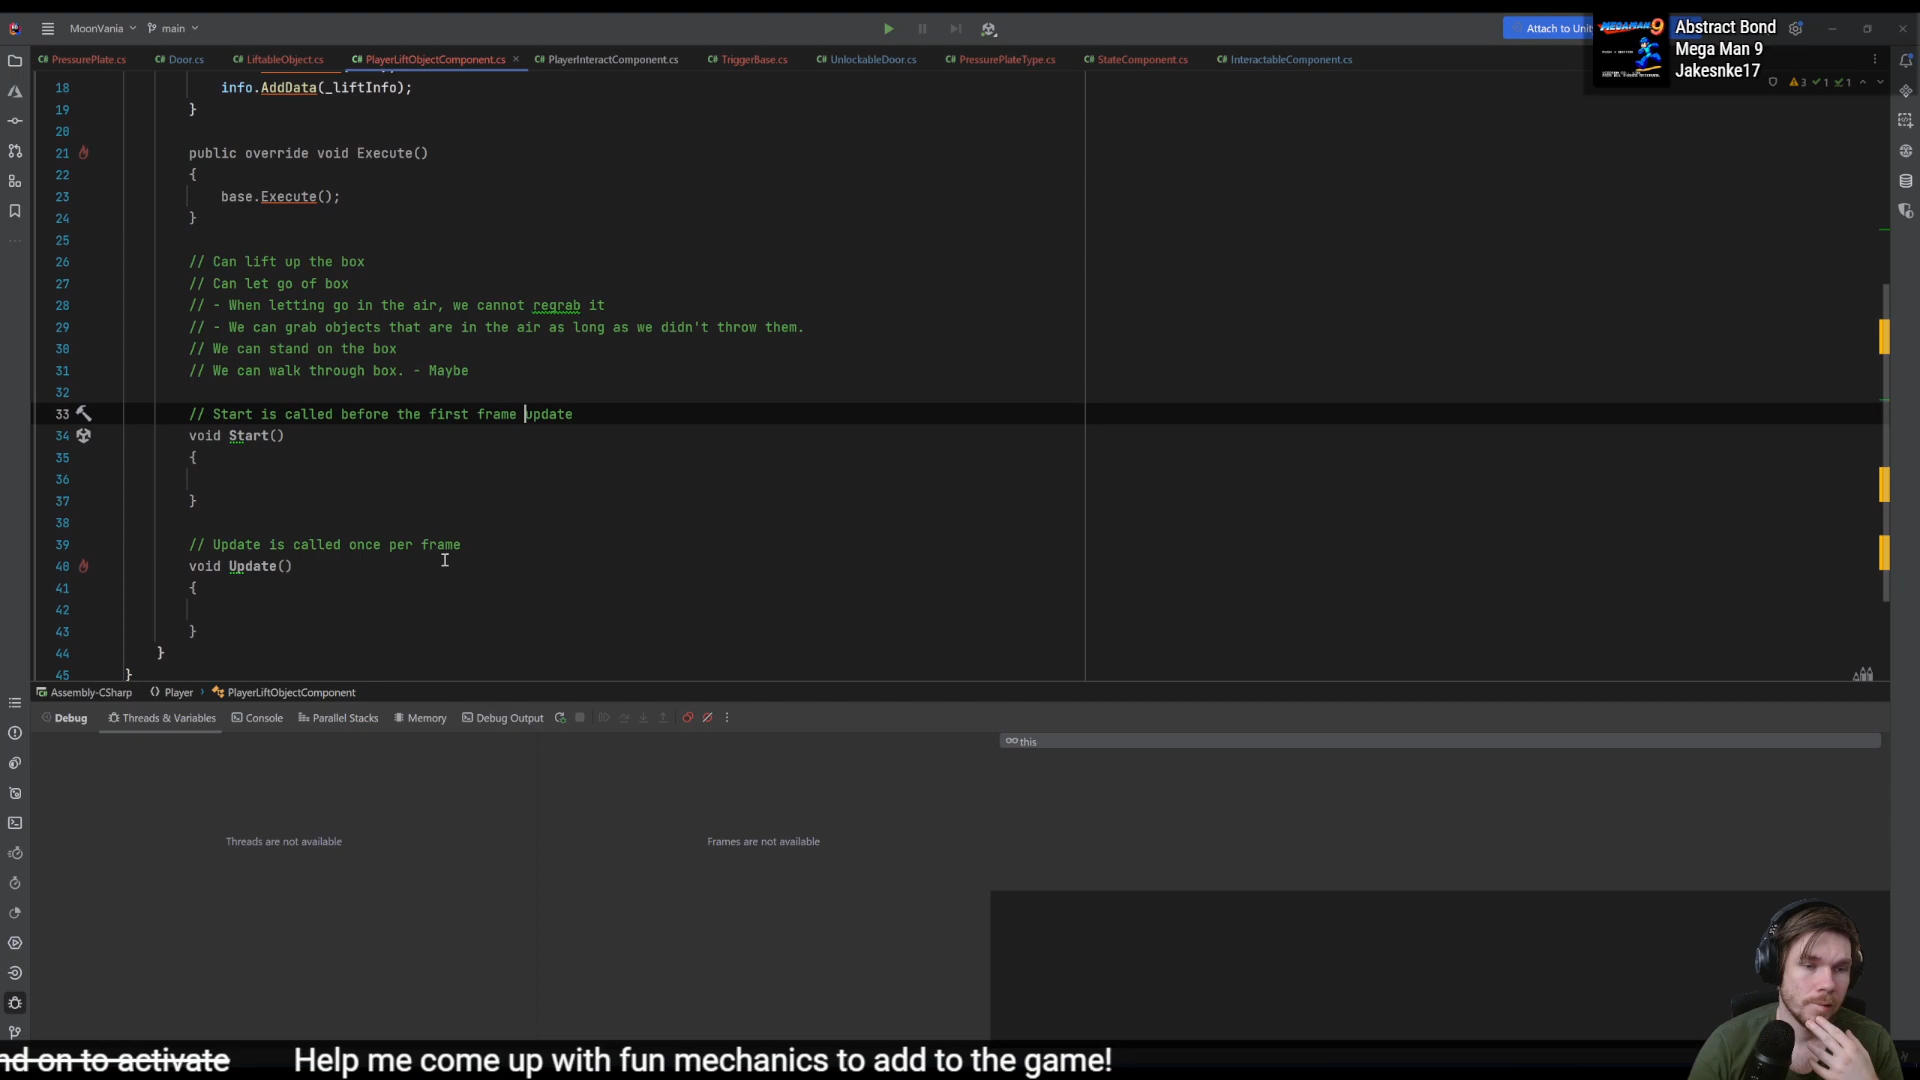 MoonVania
main
Attach to Unit
Abstract Bond
Mega Man 9
Jakesnke17
C# PressurePlate.cs
C# Door.cs
C# LiftableObject.cs
C# PlayerLiftObjectComponent.cs
C# PlayerInteractComponent.cs
C# TriggerBase.cs
C# UnlockableDoor.cs
C# PressurePlateType.cs
C# StateComponent.cs
C# InteractableComponent.cs
3 1 1
18 info.AddData(_liftInfo);
19 }
20
21 public override void Execute()
22 {
23 base.Execute();
24 }
25
26 // Can lift up the box
27 // Can let go of box
28 // - When letting go in the air, we cannot regrab it
29 // - We can grab objects that are in the air as long as we didn't throw them.
30 // We can stand on the box
31 // We can walk through box. - Maybe
32
33 // Start is called before the first frame update
34 void Start()
35 {
36
37 }
38
39 // Update is called once per frame
40 void Update()
41 {
42
43 }
44 }
45 }
Assembly-CSharp
Player
PlayerLiftObjectComponent
Debug
Threads & Variables
Console
Parallel Stacks
Memory
Debug Output
this
Threads are not available
Frames are not available
nd on to activate
Help me come up with fun mechanics to add to the game!